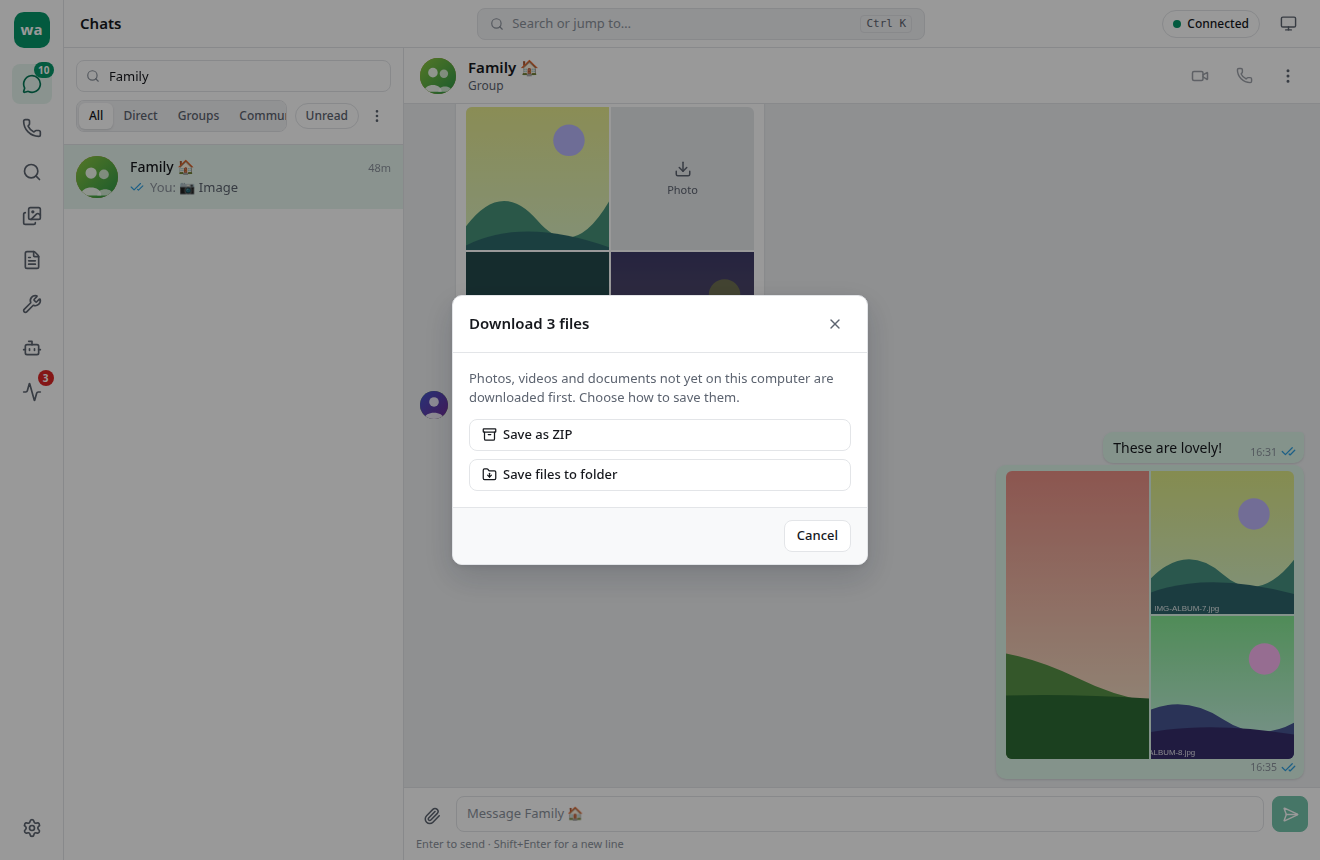 wa
Chats
Search or jump to...
Ctrl K
Connected
10
3
Family
All
Direct
Groups
Commu
Unread
Family 🏠
48m
You: 📷 Image
Family 🏠
Group
Photo
Download 3 files
Photos, videos and documents not yet on this computer are
downloaded first. Choose how to save them.
Save as ZIP
Save files to folder
Cancel
These are lovely!
16:31
IMG-ALBUM-7.jpg
ALBUM-8.jpg
16:35
Message Family 🏠
Enter to send · Shift+Enter for a new line